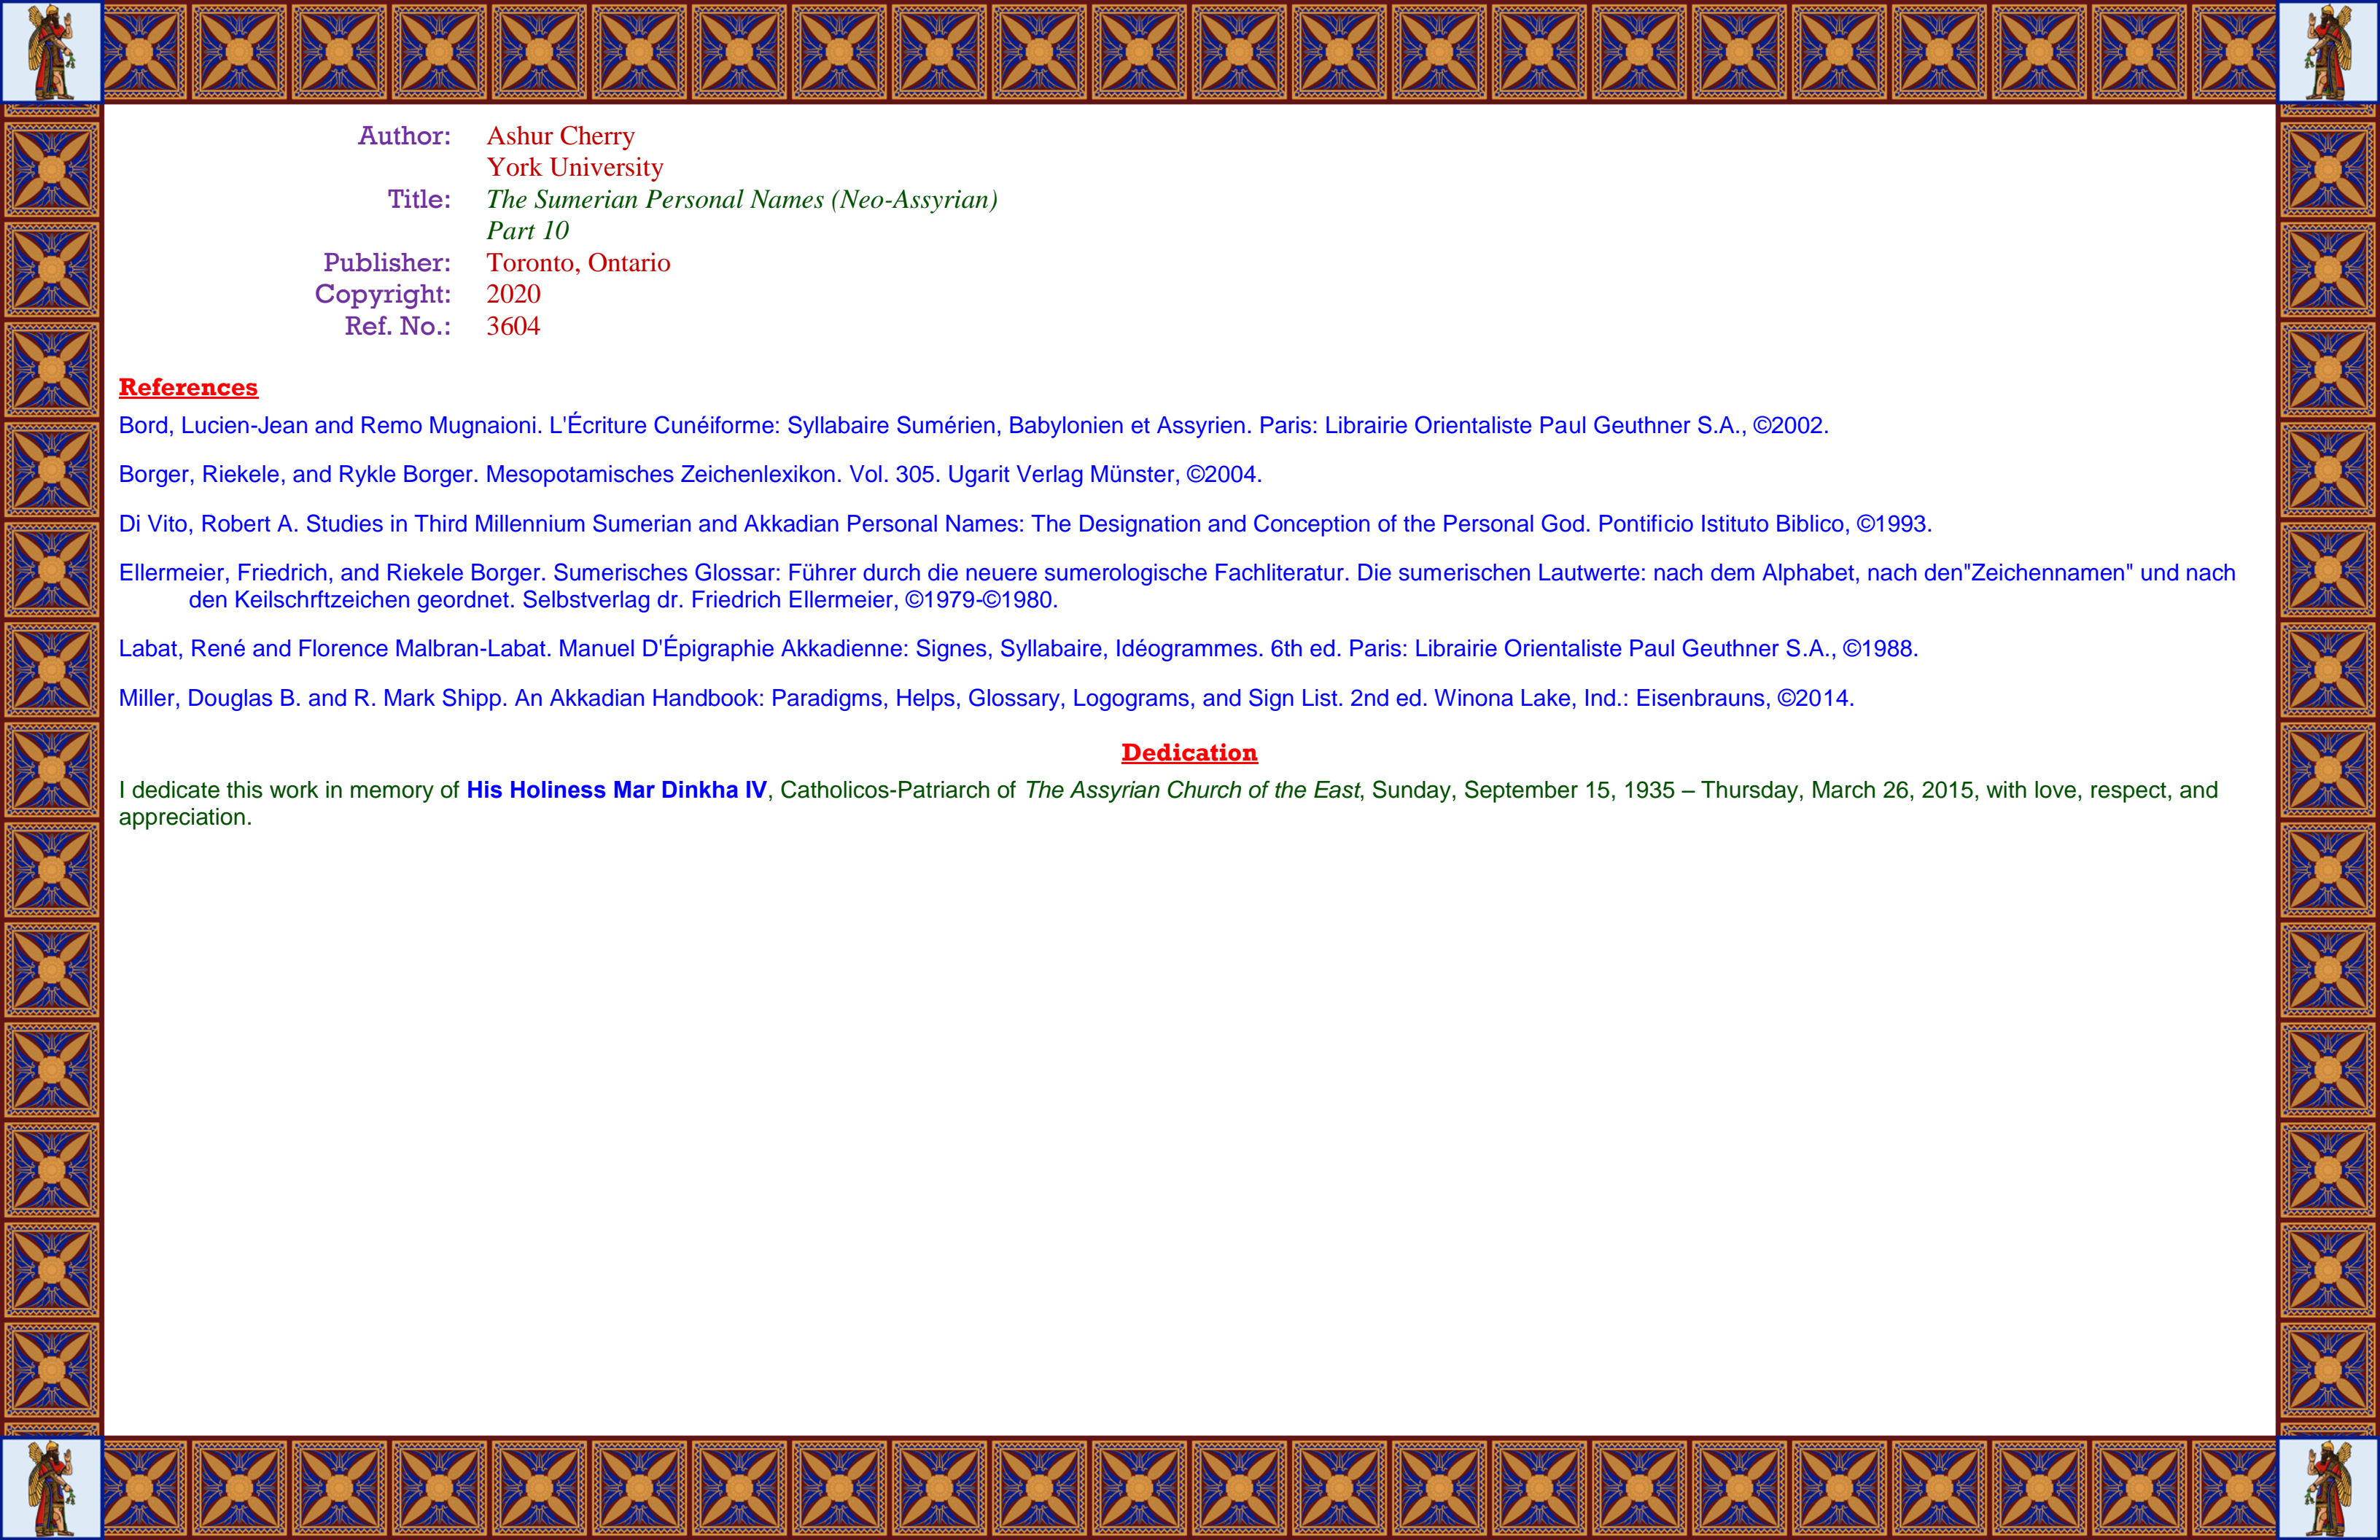 Author: Ashur Cherry
York University
Title: The Sumerian Personal Names (Neo-Assyrian)
Part 10
Publisher: Toronto, Ontario
Copyright: 2020
Ref. No.: 3604
References
Bord, Lucien-Jean and Remo Mugnaioni. L'Écriture Cunéiforme: Syllabaire Sumérien, Babylonien et Assyrien. Paris: Librairie Orientaliste Paul Geuthner S.A., ©2002.
Borger, Riekele, and Rykle Borger. Mesopotamisches Zeichenlexikon. Vol. 305. Ugarit Verlag Münster, ©2004.
Di Vito, Robert A. Studies in Third Millennium Sumerian and Akkadian Personal Names: The Designation and Conception of the Personal God. Pontificio Istituto Biblico, ©1993.
Ellermeier, Friedrich, and Riekele Borger. Sumerisches Glossar: Führer durch die neuere sumerologische Fachliteratur. Die sumerischen Lautwerte: nach dem Alphabet, nach den"Zeichennamen" und nach
den Keilschrftzeichen geordnet. Selbstverlag dr. Friedrich Ellermeier, ©1979-©1980.
Labat, René and Florence Malbran-Labat. Manuel D'Épigraphie Akkadienne: Signes, Syllabaire, Idéogrammes. 6th ed. Paris: Librairie Orientaliste Paul Geuthner S.A., ©1988.
Miller, Douglas B. and R. Mark Shipp. An Akkadian Handbook: Paradigms, Helps, Glossary, Logograms, and Sign List. 2nd ed. Winona Lake, Ind.: Eisenbrauns, ©2014.
Dedication
I dedicate this work in memory of His Holiness Mar Dinkha IV, Catholicos-Patriarch of The Assyrian Church of the East, Sunday, September 15, 1935 – Thursday, March 26, 2015, with love, respect, and
appreciation.